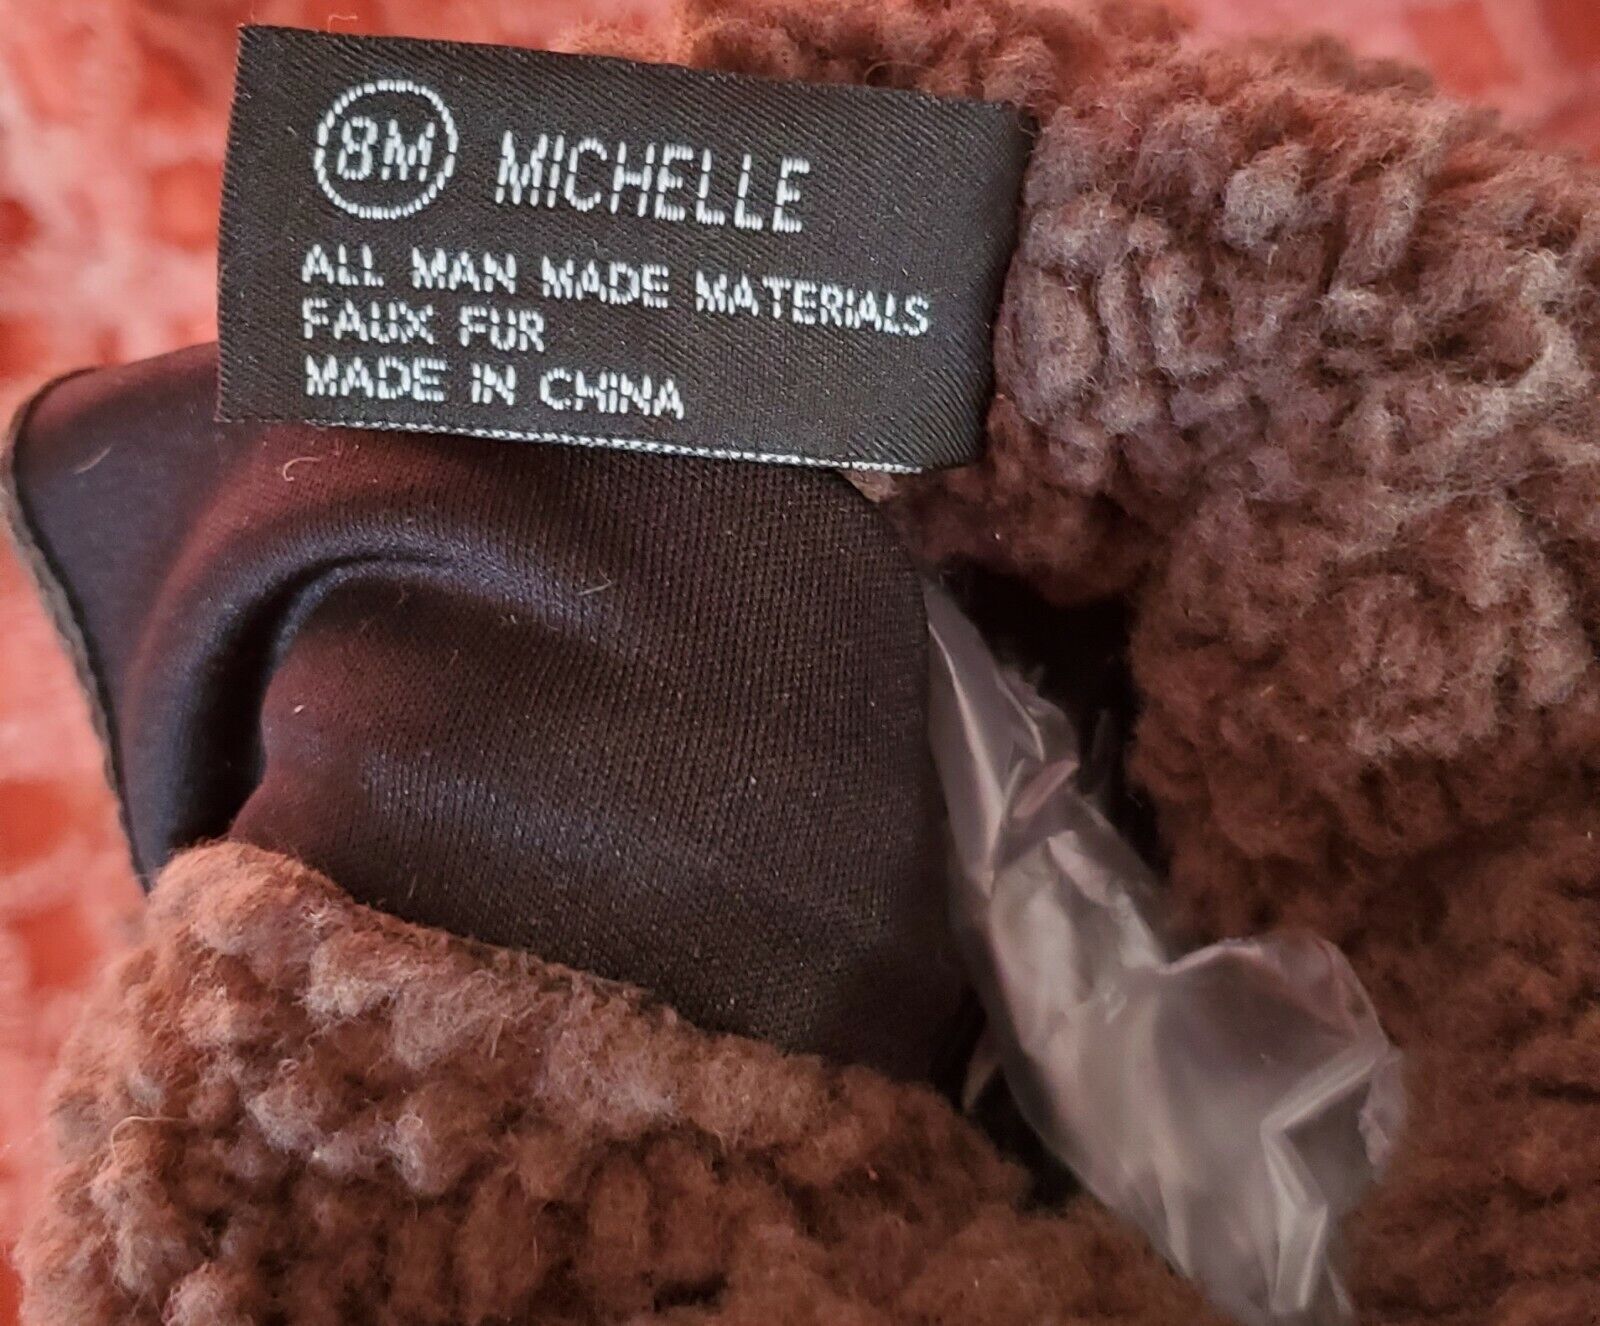 8M MICHELLE
ALL MAN MADE MATERIALS
FAUX FUR
MADE IN CHINA